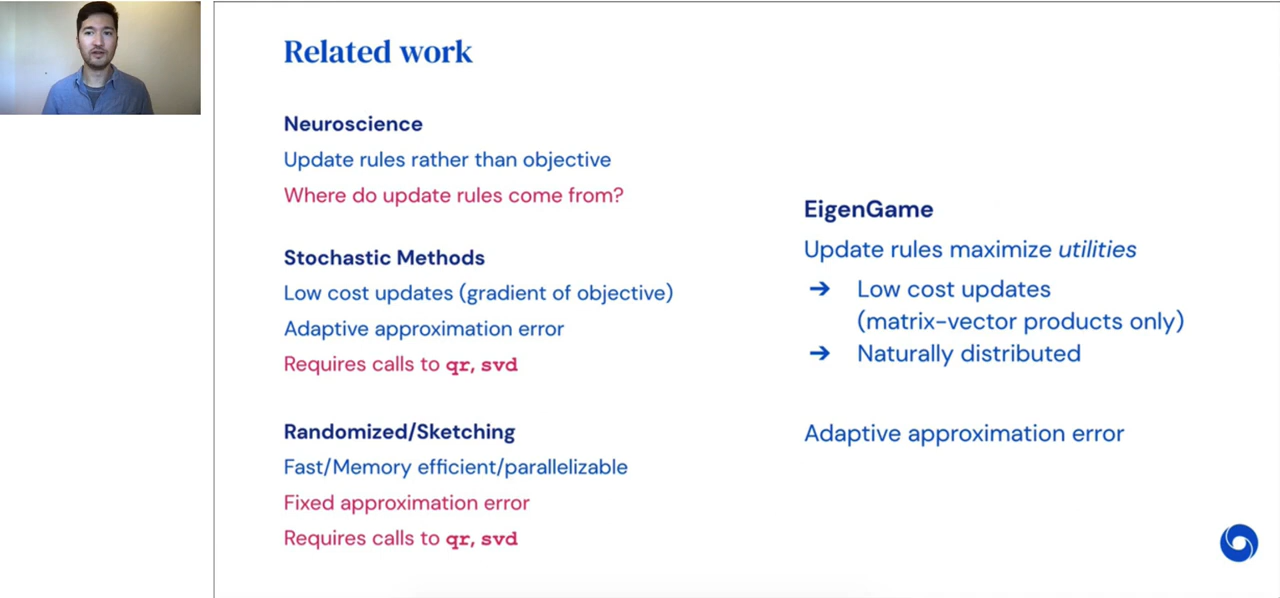 Related work
Neuroscience
Update rules rather than objective
Where do update rules come from?
Stochastic Methods
Low cost updates (gradient of objective)
Adaptive approximation error
Requires calls to qr, svd
Randomized/Sketching
Fast/Memory efficient/parallelizable
Fixed approximation error
Requires calls to qr, svd
EigenGame
Update rules maximize utilities
➔ Low cost updates
(matrix-vector products only)
➔ Naturally distributed
Adaptive approximation error